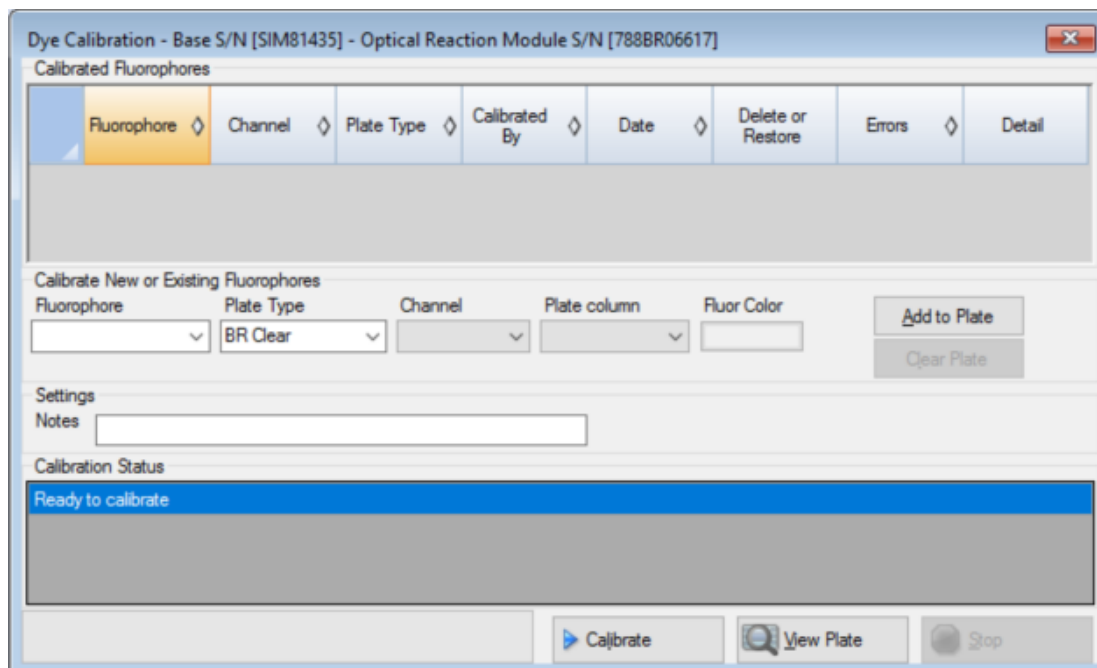 Dye Calibration - Base S/N [SIM81435] - Optical Reaction Module S/N [788BR06617]
Calibrated Fluorophores
Fluorophore Channel Plate Type Calibrated By Date Delete or Restore Errors Detail
Calibrate New or Existing Fluorophores
Fluorophore Plate Type Channel Plate column Fluor Color
BR Clear
Add to Plate
Clear Plate
Settings
Notes
Calibration Status
Ready to calibrate
Calibrate View Plate Stop